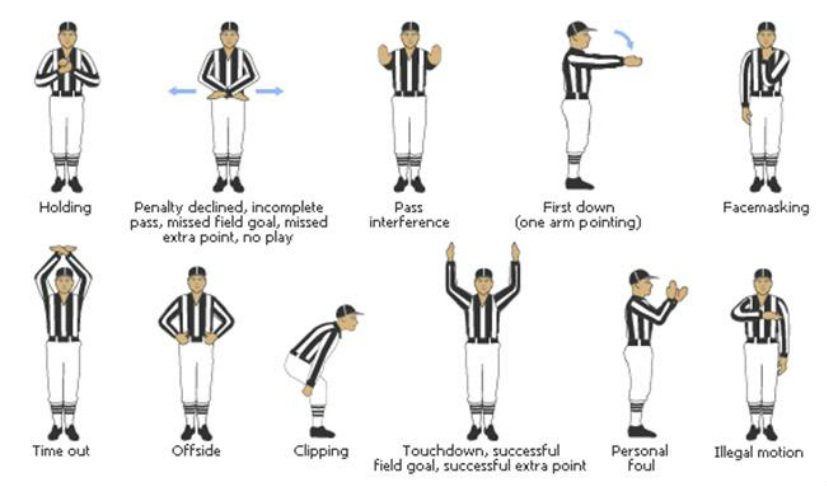 Holding
Penalty declined, incomplete
pass, missed field goal, missed
extra point, no play
Pass
interference
First down
(one arm pointing)
Facemasking
Time out
Offside
Clipping
Touchdown, successful
field goal, successful extra point
Personal
foul
Illegal motion